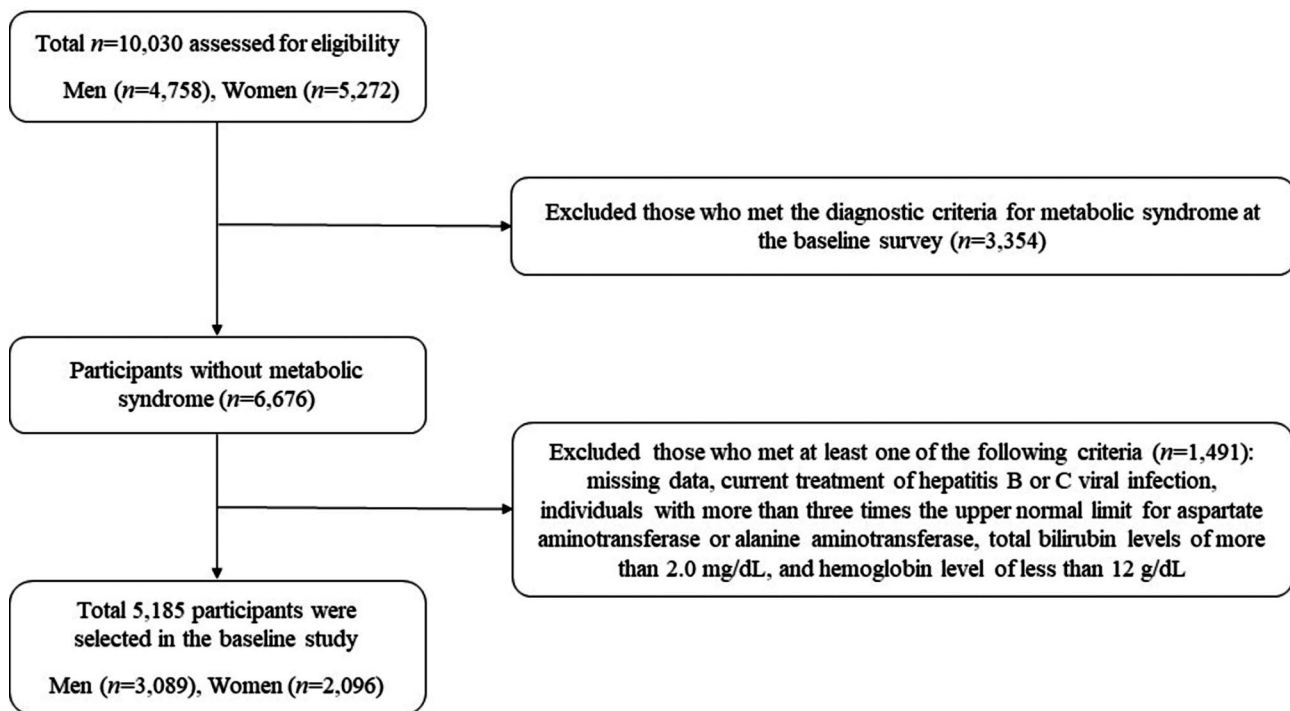 Total n=10,030 assessed for eligibility
Men (n=4,758), Women (n=5,272)
Excluded those who met the diagnostic criteria for metabolic syndrome at
the baseline survey (n=3,354)
Participants without metabolic
syndrome (n=6,676)
Excluded those who met at least one of the following criteria (n=1,491):
missing data, current treatment of hepatitis B or C viral infection,
individuals with more than three times the upper normal limit for aspartate
aminotransferase or alanine aminotransferase, total bilirubin levels of more
than 2.0 mg/dL, and hemoglobin level of less than 12 g/dL
Total 5,185 participants were
selected in the baseline study
Men (n=3,089), Women (n=2,096)